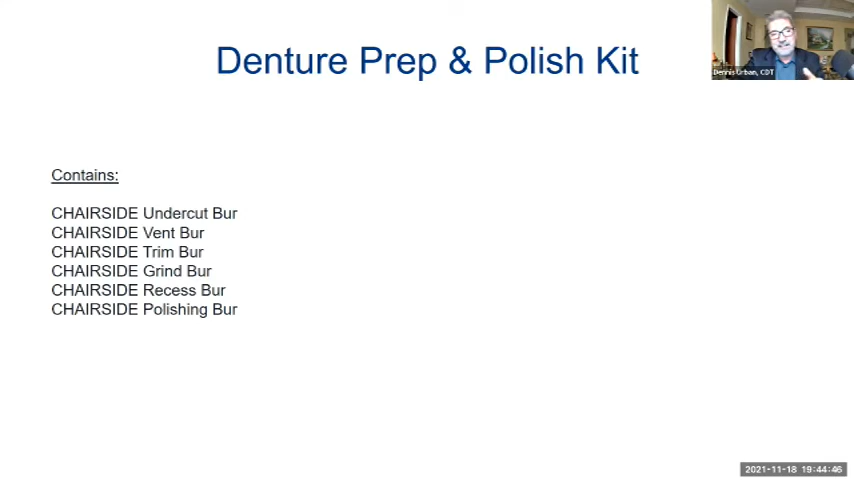 Denture Prep & Polish Kit
Dennis Urban, CDT
Contains:
CHAIRSIDE Undercut Bur
CHAIRSIDE Vent Bur
CHAIRSIDE Trim Bur
CHAIRSIDE Grind Bur
CHAIRSIDE Recess Bur
CHAIRSIDE Polishing Bur
2021-11-18 19:44:46